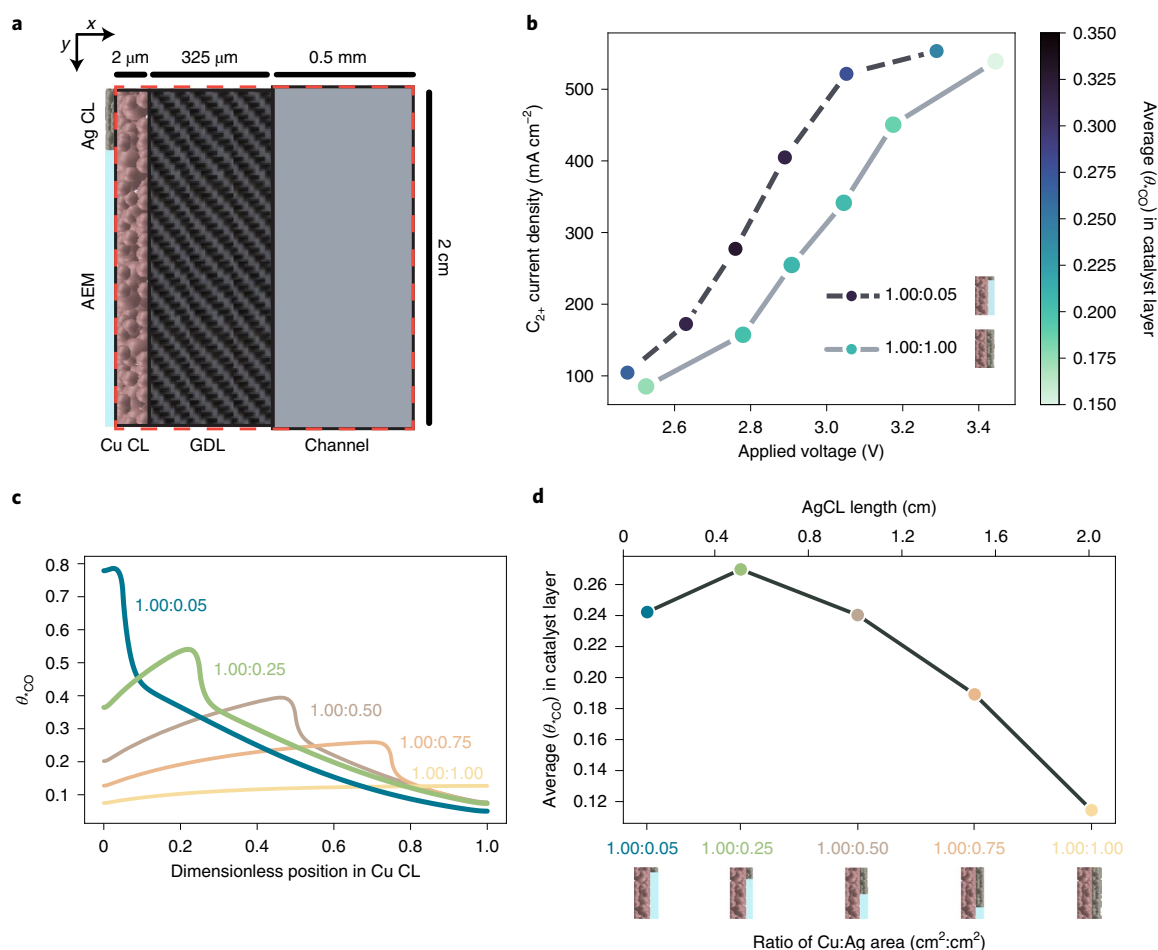 a
x
y
2 μm
325 μm
0.5 mm
Ag CL
AEM
2 cm
Cu CL
GDL
Channel
b
C2+ current density (mA cm−2)
500
400
300
200
100
2.6
2.8
3.0
3.2
3.4
Applied voltage (V)
1.00:0.05
1.00:1.00
0.350
0.325
0.300
0.275
0.250
0.225
0.200
0.175
0.150
Average (θ*CO) in catalyst layer
c
θ*CO
0.8
0.7
0.6
0.5
0.4
0.3
0.2
0.1
1.00:0.05
1.00:0.25
1.00:0.50
1.00:0.75
1.00:1.00
0
0.2
0.4
0.6
0.8
1.0
Dimensionless position in Cu CL
d
AgCL length (cm)
0
0.4
0.8
1.2
1.6
2.0
Average (θ*CO) in catalyst layer
0.26
0.24
0.22
0.20
0.18
0.16
0.14
0.12
1.00:0.05
1.00:0.25
1.00:0.50
1.00:0.75
1.00:1.00
Ratio of Cu:Ag area (cm2:cm2)